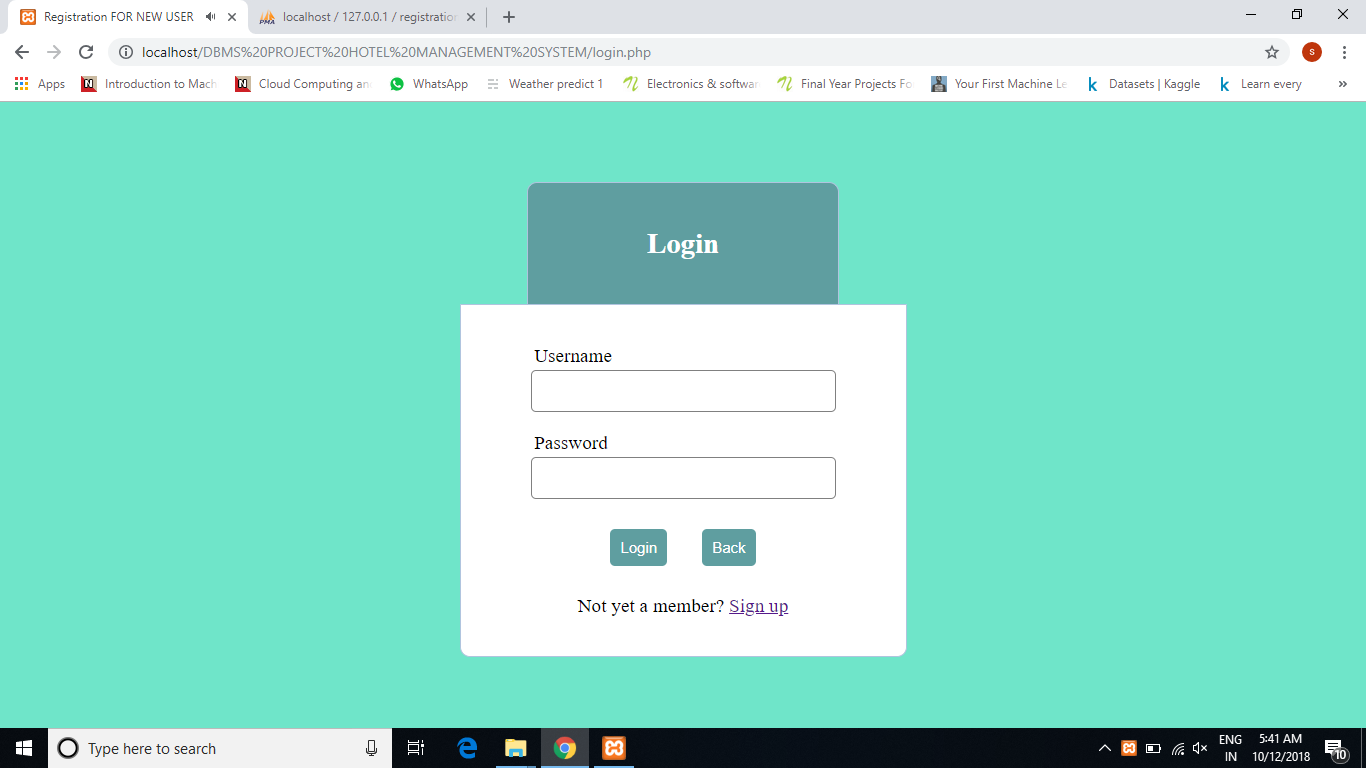 Registration FOR NEW USER
localhost / 127.0.0.1 / registration
localhost/DBMS%20PROJECT%20HOTEL%20MANAGEMENT%20SYSTEM/login.php
S
Apps
Introduction to Mach
Cloud Computing an
WhatsApp
Weather predict 1
Electronics & softwar
Final Year Projects Fo
Your First Machine Le
Datasets | Kaggle
Learn every
Login
Username
Password
Login
Back
Not yet a member? Sign up
Type here to search
ENG
IN
5:41 AM
10/12/2018
10